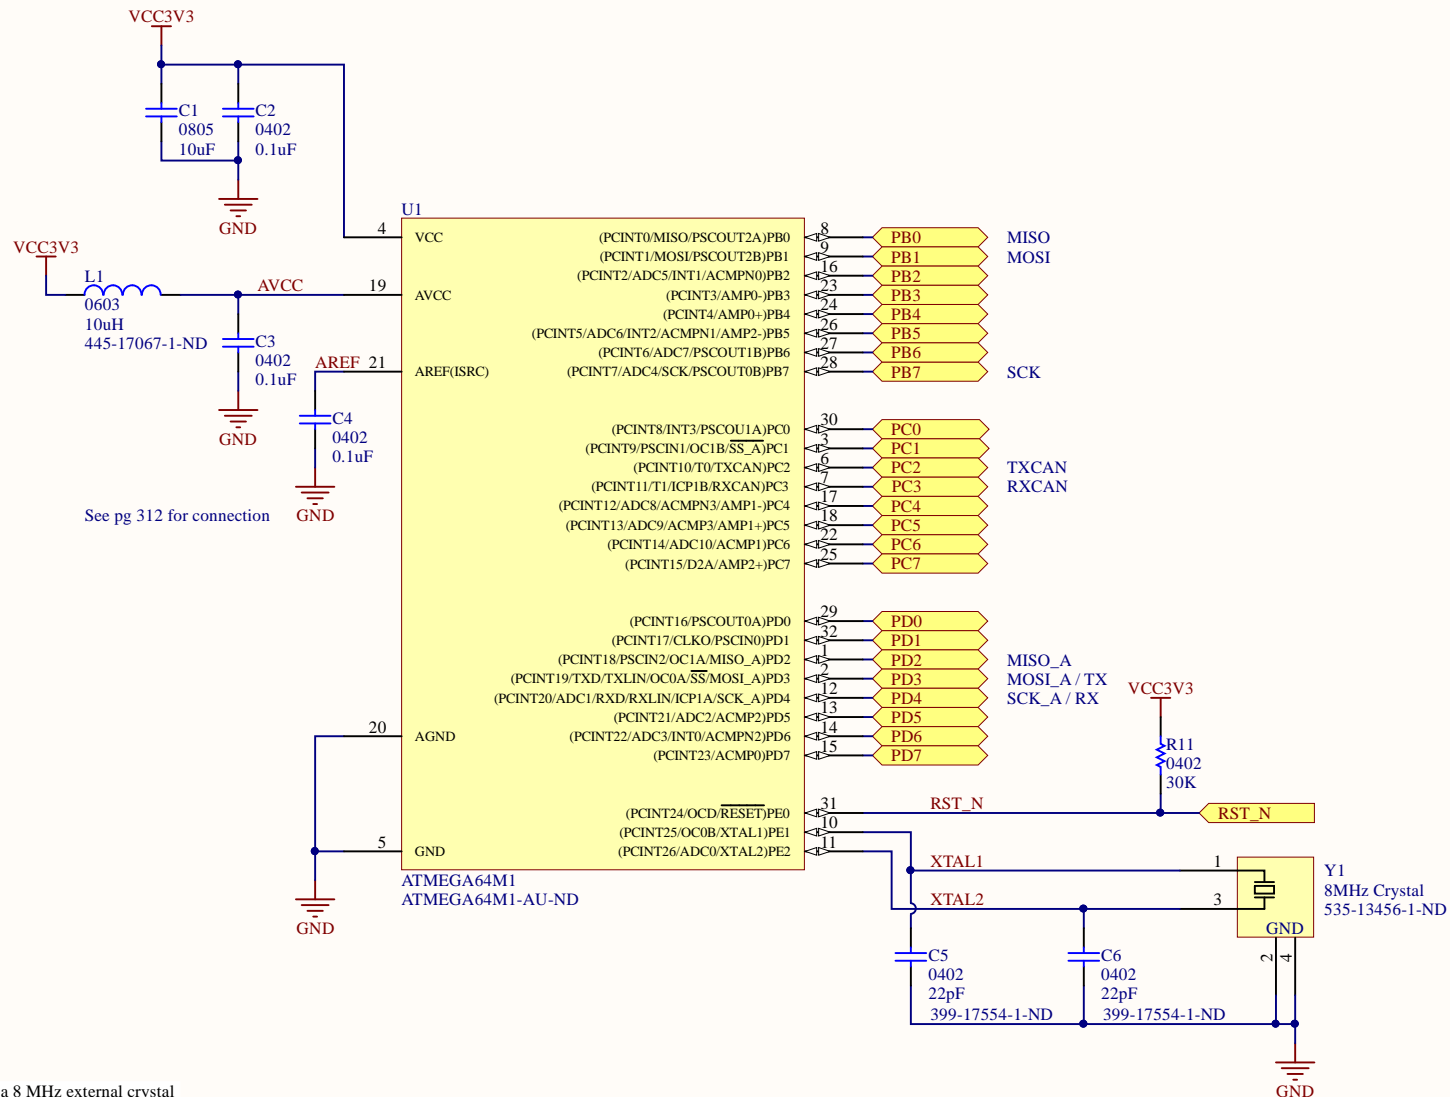 VCC3V3
C1
0805
10uF
C2
0402
0.1uF
GND
VCC3V3
L1
0603
10uH
445-17067-1-ND
AVCC
C3
0402
0.1uF
GND
AREF
C4
0402
0.1uF
GND
See pg 312 for connection
U1
4 VCC
19 AVCC
21 AREF(ISRC)
20 AGND
5 GND
GND
(PCINT0/MISO/PSCOUT2A)PB0 8 PB0 MISO
(PCINT1/MOSI/PSCOUT2B)PB1 9 PB1 MOSI
(PCINT2/ADC5/INT1/ACMPN0)PB2 16 PB2
(PCINT3/AMP0-)PB3 23 PB3
(PCINT4/AMP0+)PB4 24 PB4
(PCINT5/ADC6/INT2/ACMPN1/AMP2-)PB5 26 PB5
(PCINT6/ADC7/PSCOUT1B)PB6 27 PB6
(PCINT7/ADC4/SCK/PSCOUT0B)PB7 28 PB7 SCK
(PCINT8/INT3/PSCOU1A)PC0 30 PC0
(PCINT9/PSCIN1/OC1B/SS_A)PC1 3 PC1
(PCINT10/T0/TXCAN)PC2 6 PC2 TXCAN
(PCINT11/T1/ICP1B/RXCAN)PC3 7 PC3 RXCAN
(PCINT12/ADC8/ACMPN3/AMP1-)PC4 17 PC4
(PCINT13/ADC9/ACMP3/AMP1+)PC5 18 PC5
(PCINT14/ADC10/ACMP1)PC6 22 PC6
(PCINT15/D2A/AMP2+)PC7 25 PC7
(PCINT16/PSCOUT0A)PD0 29 PD0
(PCINT17/CLKO/PSCIN0)PD1 32 PD1
(PCINT18/PSCIN2/OC1A/MISO_A)PD2 1 PD2 MISO_A
(PCINT19/TXD/TXLIN/OC0A/SS/MOSI_A)PD3 2 PD3 MOSI_A / TX
(PCINT20/ADC1/RXD/RXLIN/ICP1A/SCK_A)PD4 12 PD4 SCK_A / RX
(PCINT21/ADC2/ACMP2)PD5 13 PD5
(PCINT22/ADC3/INT0/ACMPN2)PD6 14 PD6
(PCINT23/ACMP0)PD7 15 PD7
(PCINT24/OCD/RESET)PE0 31 RST_N
(PCINT25/OC0B/XTAL1)PE1 10
(PCINT26/ADC0/XTAL2)PE2 11
ATMEGA64M1
ATMEGA64M1-AU-ND
VCC3V3
R11
0402
30K
RST_N
XTAL1
XTAL2
1
3
GND
2
4
Y1
8MHz Crystal
535-13456-1-ND
C5
0402
22pF
399-17554-1-ND
C6
0402
22pF
399-17554-1-ND
GND
a 8 MHz external crystal